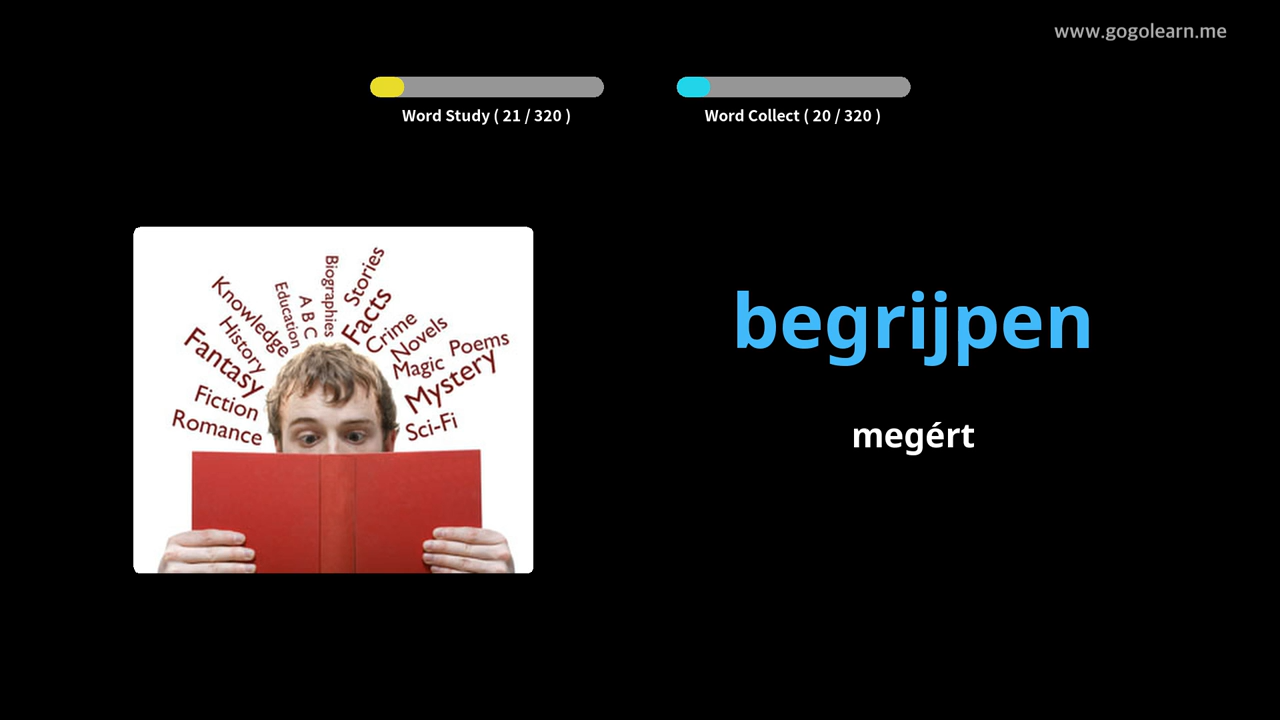 www.gogolearn.me
Word Study ( 21 / 320 )
Word Collect ( 20 / 320 )
Biographies
Stories
Education
A B C
Facts
Knowledge
Crime
History
Novels
Poems
Fantasy
Magic
Mystery
Fiction
Romance
Sci-Fi
begrijpen
megért